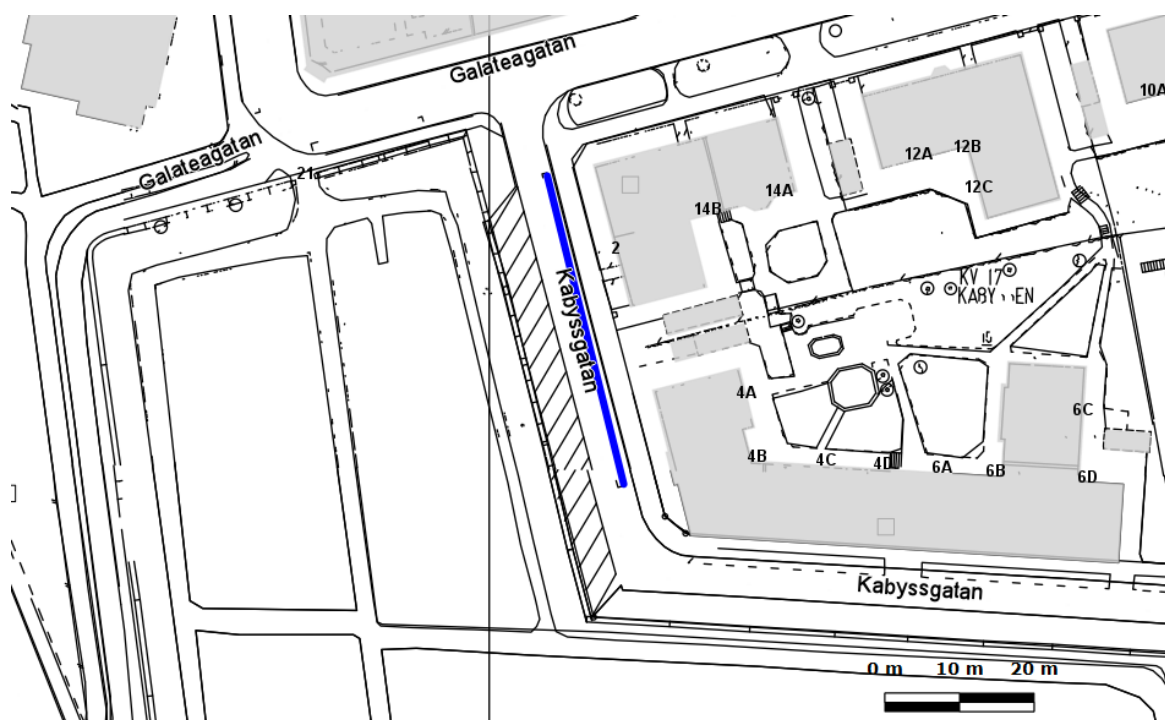 Galateagatan
10A
Galateagatan
12B
12A
21
12C
14A
14B
2
KV 17
Kabyssgatan
4A
6C
4B
4C
4D
6A
6B
6D
Kabyssgatan
0 m 10 m 20 m